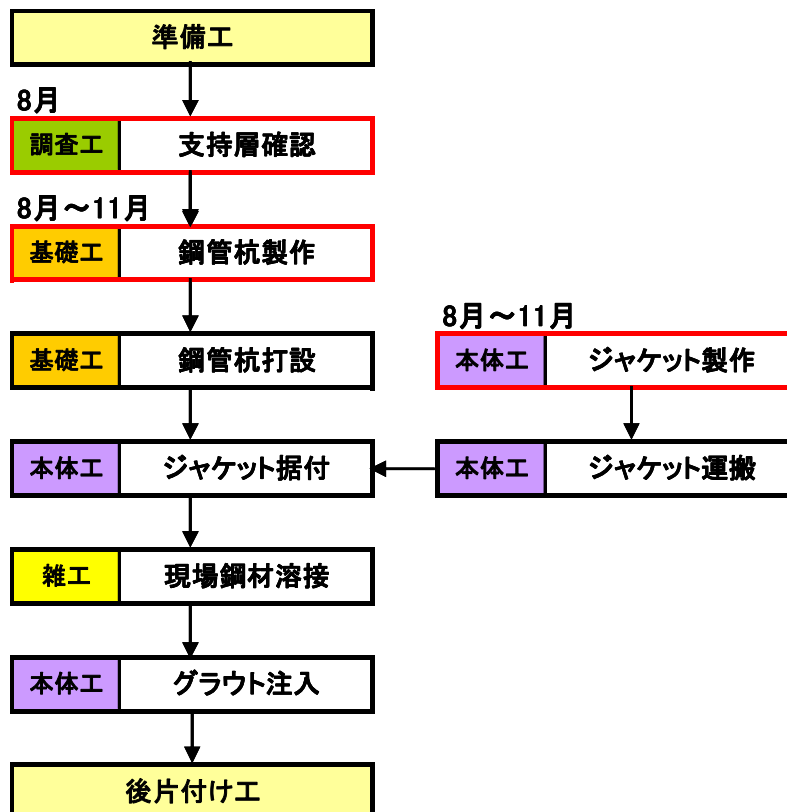 準備工
8月
調査工 支持層確認
8月～11月
基礎工 鋼管杭製作
基礎工 鋼管杭打設
8月～11月
本体工 ジャケット製作
本体工 ジャケット据付
本体工 ジャケット運搬
雑工 現場鋼材溶接
本体工 グラウト注入
後片付け工